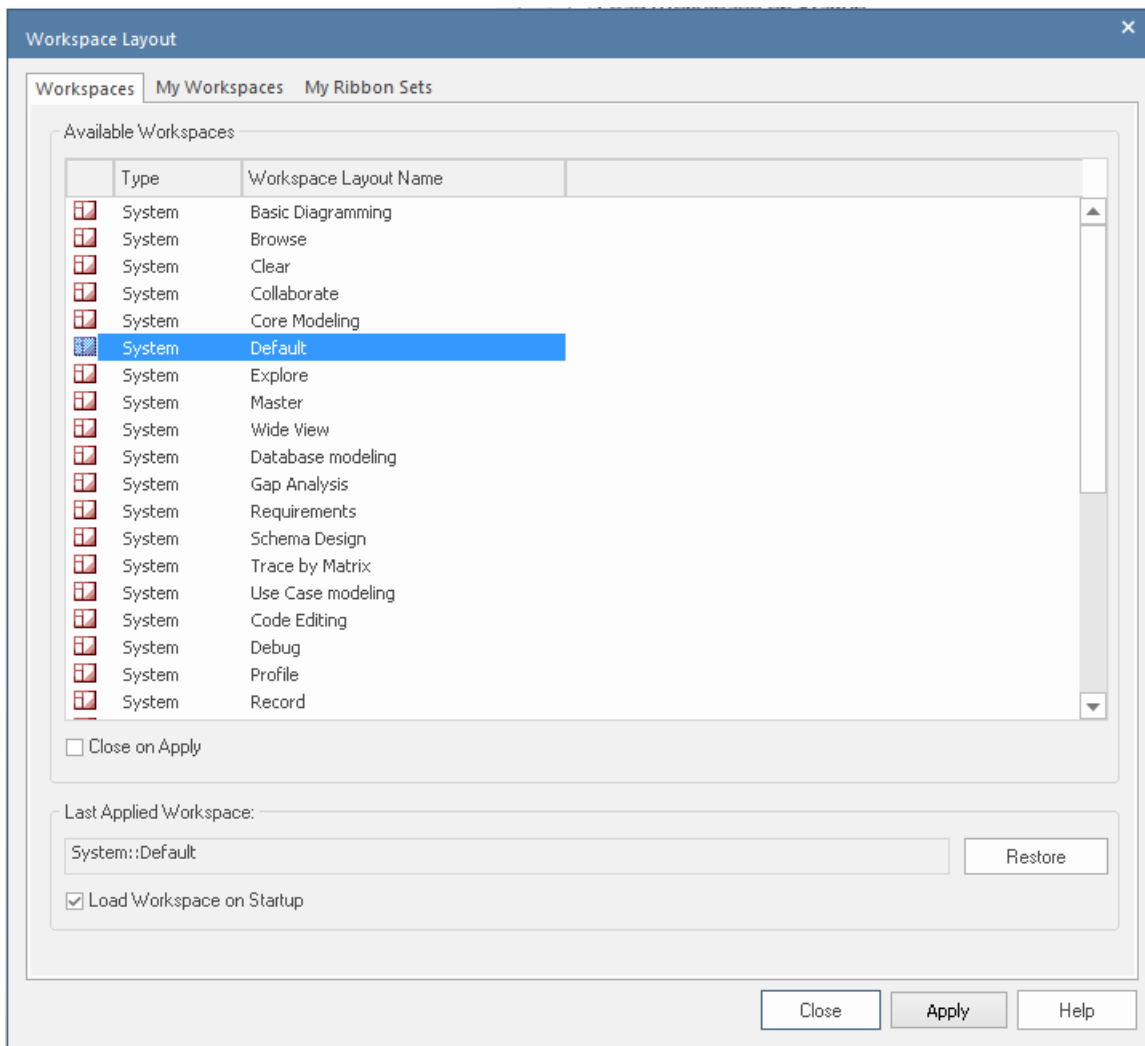 Workspace Layout
Workspaces My Workspaces My Ribbon Sets
Available Workspaces
Type Workspace Layout Name
System Basic Diagramming
System Browse
System Clear
System Collaborate
System Core Modeling
System Default
System Explore
System Master
System Wide View
System Database modeling
System Gap Analysis
System Requirements
System Schema Design
System Trace by Matrix
System Use Case modeling
System Code Editing
System Debug
System Profile
System Record
Close on Apply
Last Applied Workspace:
System::Default
Restore
Load Workspace on Startup
Close Apply Help